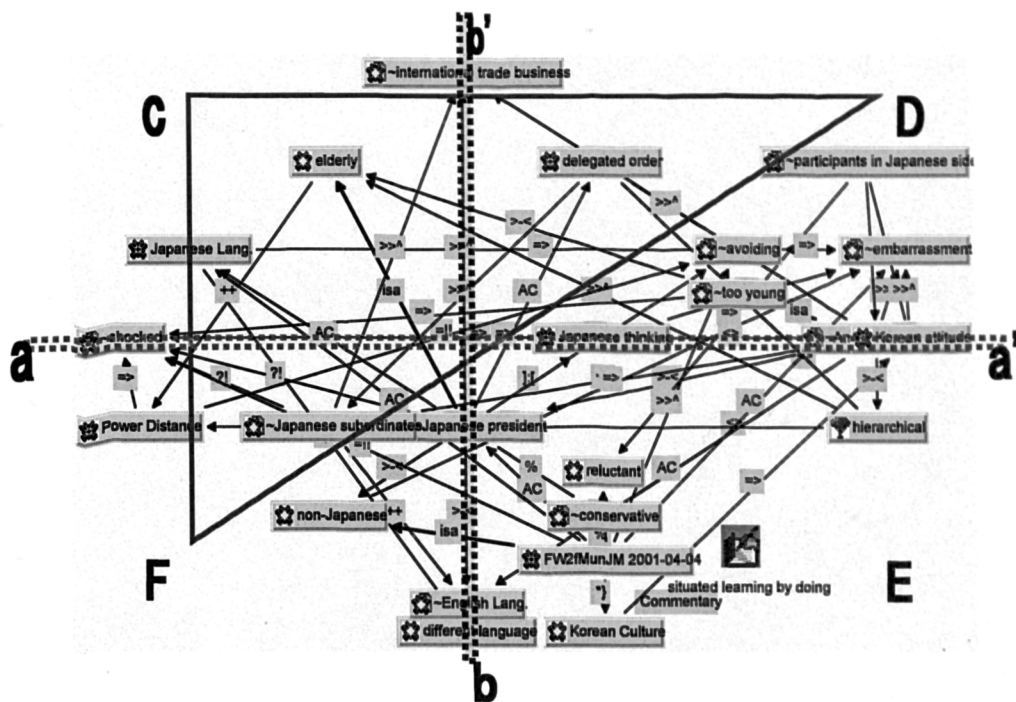 b'
~international trade business
C
D
elderly
delegated order
~participants in Japanese side
>-<
>>^
Japanese Lang.
>>^
=>
~avoiding
=>
~embarrassment
++
isa
AC
>>^
~too young
>> >>^
=>
isa
=>
a
~shocked
AC
=!!
Japanese thinking
Korean attitude
a'
=>
?!
?!
AC
]:[
=>
>-<
>>^
AC
>-<
Power Distance
~Japanese subordinates
Japanese president
hierarchical
=!!
>-<
%
AC
reluctant
AC
=>
non-Japanese
++
isa
~conservative
FW2fMunJM 2001-04-04
F
E
situated learning by doing
Commentary
~English Lang.
different language
Korean Culture
b